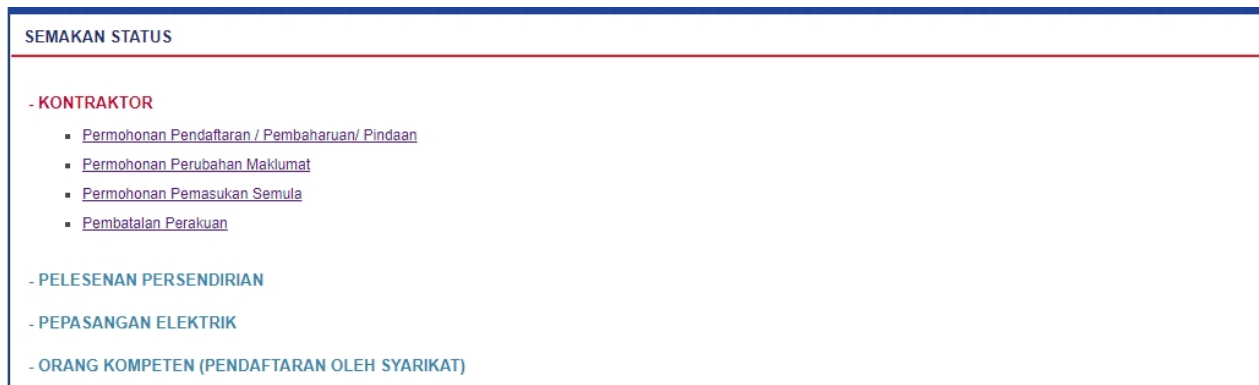 SEMAKAN STATUS
- KONTRAKTOR
▪ Permohonan Pendaftaran / Pembaharuan/ Pindaan
▪ Permohonan Perubahan Maklumat
▪ Permohonan Pemasukan Semula
▪ Pembatalan Perakuan
- PELESENAN PERSENDIRIAN
- PEPASANGAN ELEKTRIK
- ORANG KOMPETEN (PENDAFTARAN OLEH SYARIKAT)